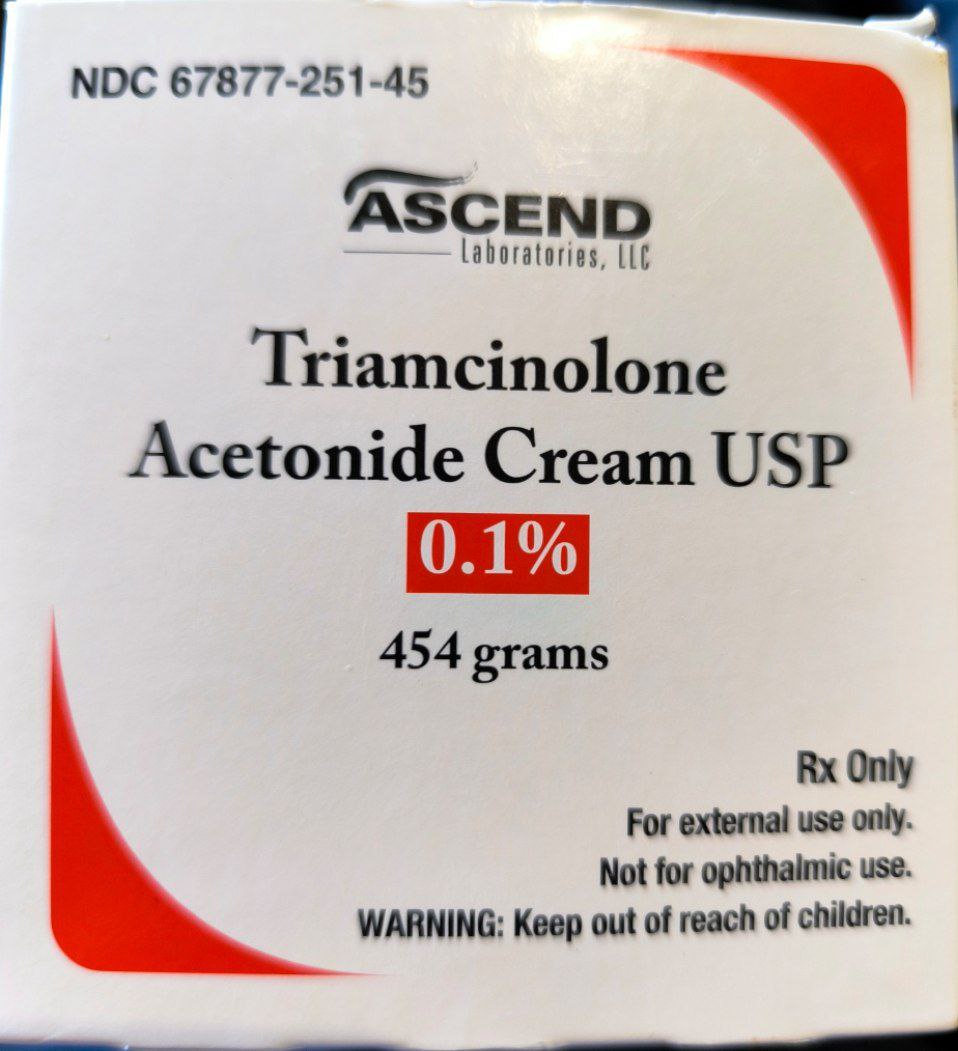 NDC 67877-251-45
ASCEND
Laboratories, LLC
Triamcinolone
Acetonide Cream USP
0.1%
454 grams
Rx Only
For external use only.
Not for ophthalmic use.
WARNING: Keep out of reach of children.